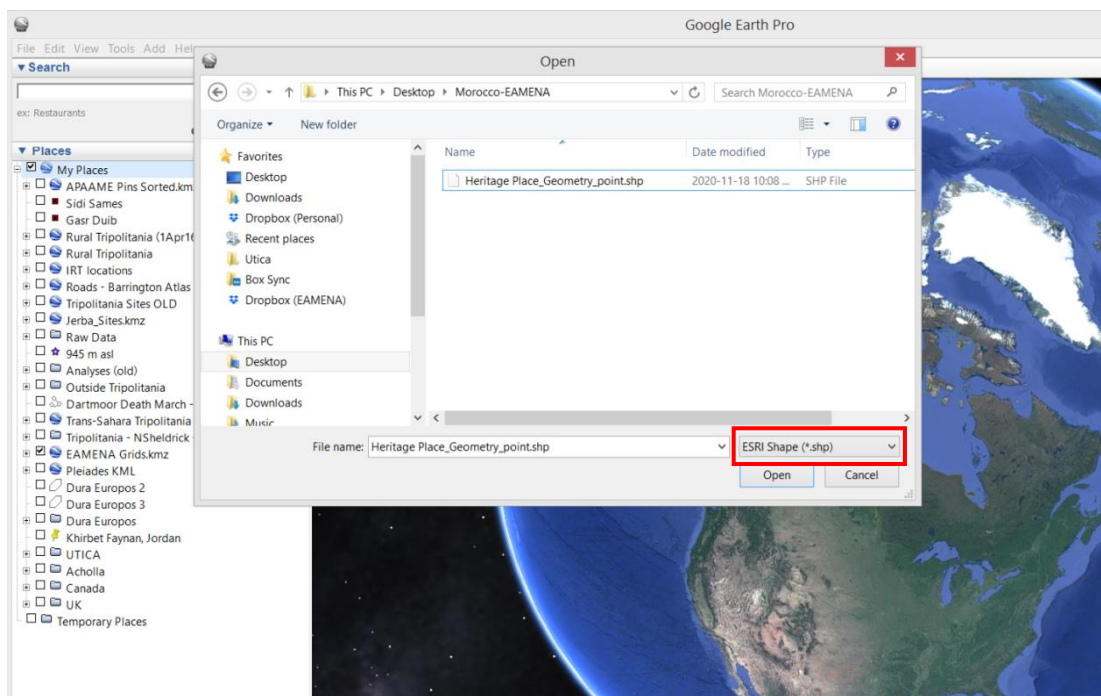 Google Earth Pro
File Edit View Tools Add Hel
Search
ex: Restaurants
Places
My Places
APAAME Pins Sorted.km
Sidi Sames
Gasr Duib
Rural Tripolitania (1Apr16
Rural Tripolitania
IRT locations
Roads - Barrington Atlas
Tripolitania Sites OLD
Jerba_Sites.kmz
Raw Data
945 m asl
Analyses (old)
Outside Tripolitania
Dartmoor Death March -
Trans-Sahara Tripolitania
Tripolitania - NSheldrick
EAMENA Grids.kmz
Pleiades KML
Dura Europos 2
Dura Europos 3
Dura Europos
Khirbet Faynan, Jordan
UTICA
Acholla
Canada
UK
Temporary Places
Open
This PC Desktop Morocco-EAMENA
Search Morocco-EAMENA
Organize New folder
Favorites
Desktop
Downloads
Dropbox (Personal)
Recent places
Utica
Box Sync
Dropbox (EAMENA)
This PC
Desktop
Documents
Downloads
Music
Name Date modified Type
Heritage Place_Geometry_point.shp 2020-11-18 10:08 ... SHP File
File name: Heritage Place_Geometry_point.shp ESRI Shape (*.shp)
Open Cancel